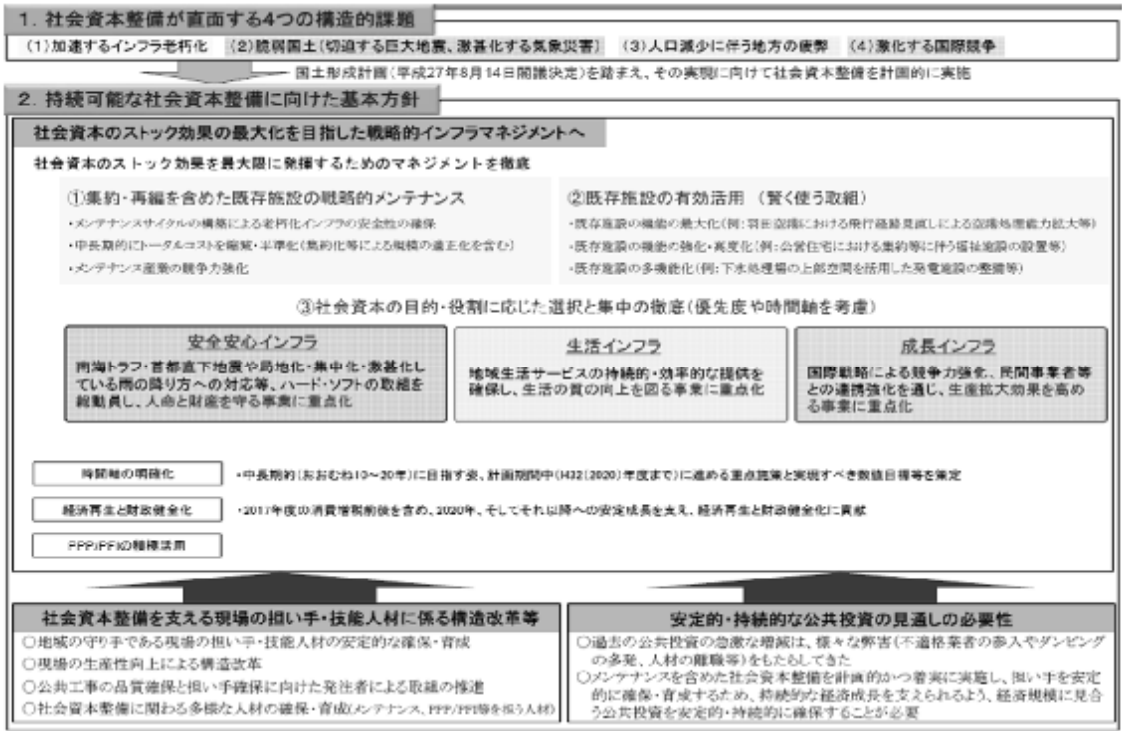 1. 社会資本整備が直面する4つの構造的課題
(1)加速するインフラ老朽化 (2)脆弱国土(切迫する巨大地震、激甚化する気象災害) (3)人口減少に伴う地方の疲弊 (4)激化する国際競争
国土形成計画(平成27年8月14日閣議決定)を踏まえ、その実現に向けて社会資本整備を計画的に実施
2. 持続可能な社会資本整備に向けた基本方針
社会資本のストック効果の最大化を目指した戦略的インフラマネジメントへ
社会資本のストック効果を最大限に発揮するためのマネジメントを徹底
①集約・再編を含めた既存施設の戦略的メンテナンス
・メンテナンスサイクルの構築による老朽化インフラの安全性の確保
・中長期的にトータルコストを縮減・平準化(集約化等による規模の適正化を含む)
・メンテナンス産業の競争力強化
②既存施設の有効活用 (賢く使う取組)
・既存施設の機能の最大化(例:羽田空港における飛行経路見直しによる空港処理能力拡大等)
・既存施設の機能の強化・高度化(例:公営住宅における集約等に伴う福祉施設の設置等)
・既存施設の多機能化(例:下水処理場の上部空間を活用した発電施設の整備等)
③社会資本の目的・役割に応じた選択と集中の徹底(優先度や時間軸を考慮)
安全安心インフラ
南海トラフ・首都直下地震や局地化・集中化・激甚化し
ている雨の降り方への対応等、ハード・ソフトの取組を
総動員し、人命と財産を守る事業に重点化
生活インフラ
地域生活サービスの持続的・効率的な提供を
確保し、生活の質の向上を図る事業に重点化
成長インフラ
国際戦略による競争力強化、民間事業者等
との連携強化を通じ、生産拡大効果を高め
る事業に重点化
時間軸の明確化
・中長期的(おおむね10～20年)に目指す姿、計画期間中(H32(2020)年度まで)に進める重点施策と実現すべき数値目標等を策定
経済再生と財政健全化
・2017年度の消費増税前後を含め、2020年、そしてそれ以降への安定成長を支え、経済再生と財政健全化に貢献
PPP/PFIの積極活用
社会資本整備を支える現場の担い手・技能人材に係る構造改革等
○地域の守り手である現場の担い手・技能人材の安定的な確保・育成
○現場の生産性向上による構造改革
○公共工事の品質確保と担い手確保に向けた発注者による取組の推進
○社会資本整備に関わる多様な人材の確保・育成(メンテナンス、PPP/PFI等を担う人材)
安定的・持続的な公共投資の見通しの必要性
○過去の公共投資の急激な増減は、様々な弊害(不適格業者の参入やダンピング
の多発、人材の離職等)をもたらしてきた
○メンテナンスを含めた社会資本整備を計画的かつ着実に実施し、担い手を安定
的に確保・育成するため、持続的な経済成長を支えられるよう、経済規模に見合
う公共投資を安定的・持続的に確保することが必要